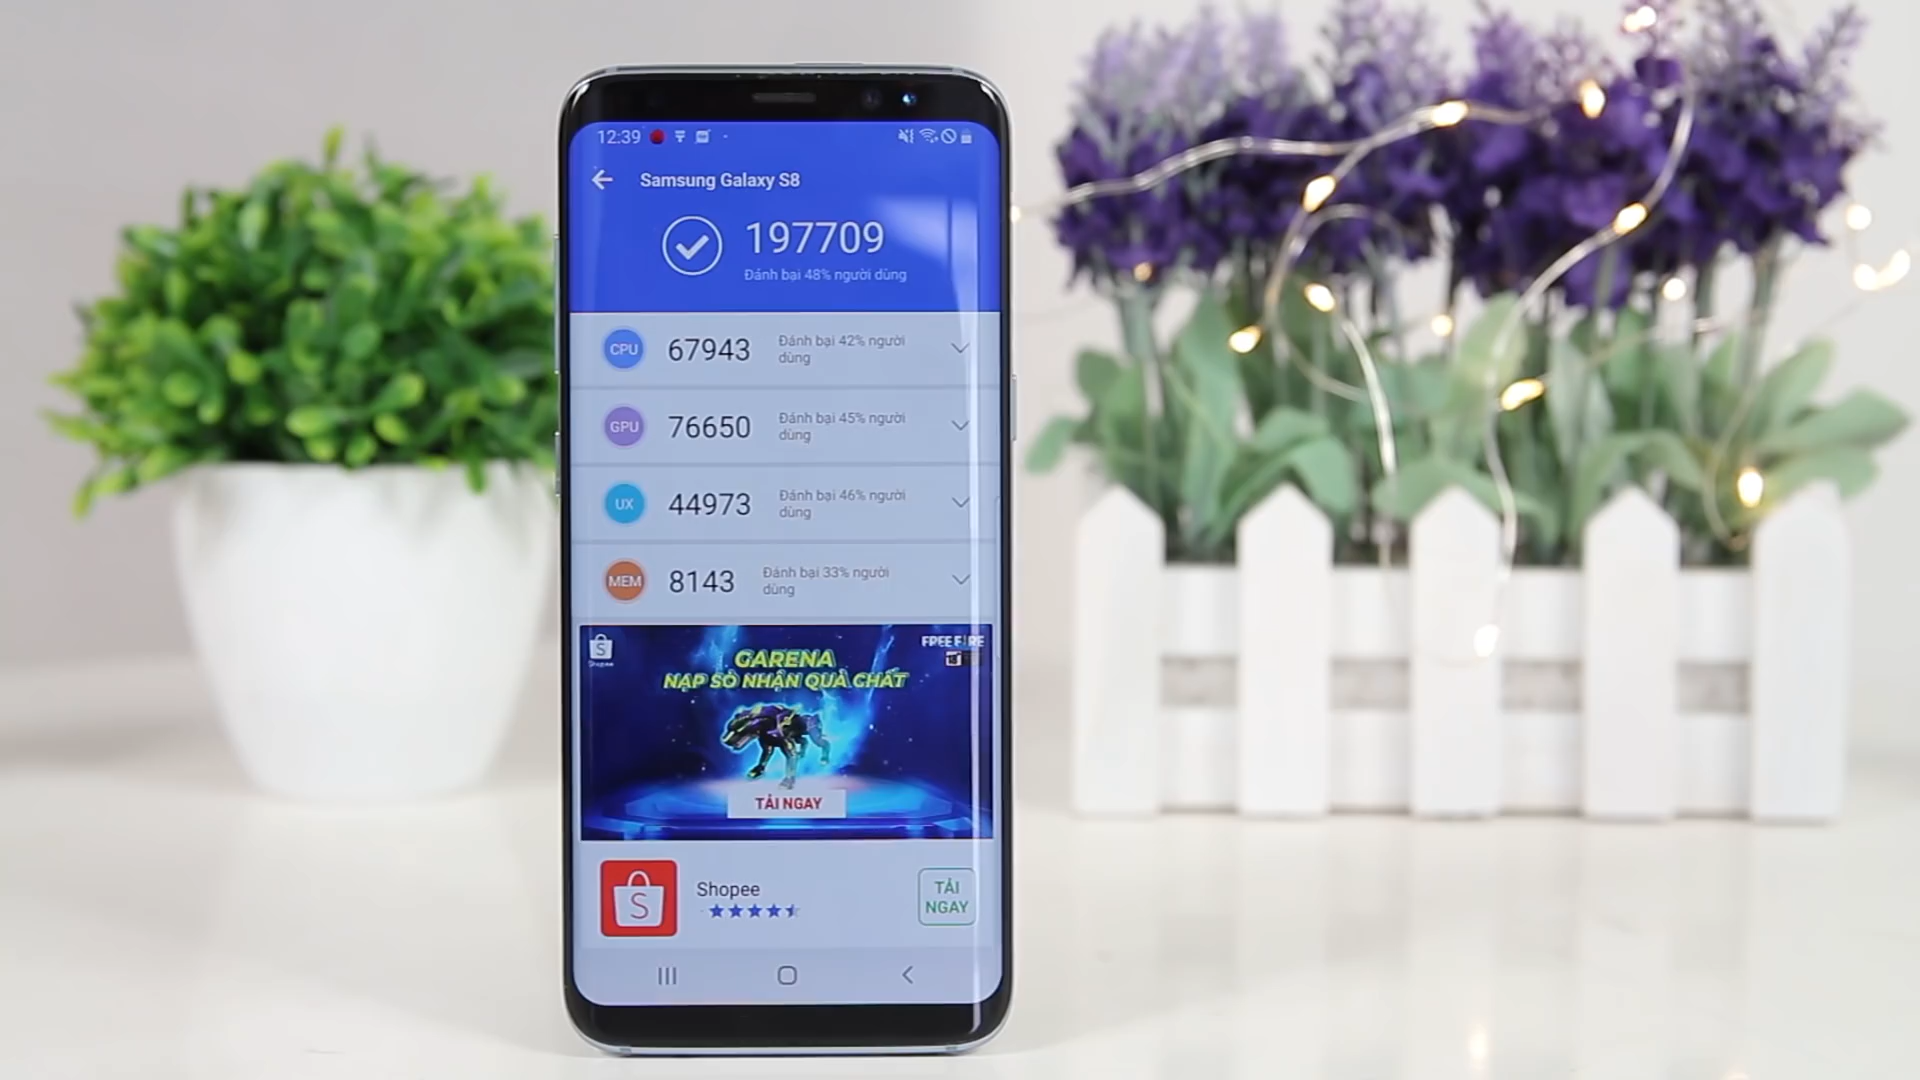 12:39
Samsung Galaxy S8
197709
Đánh bại 48% người dùng
CPU 67943 Đánh bại 42% người
dùng
GPU 76650 Đánh bại 45% người
dùng
UX 44973 Đánh bại 46% người
dùng
MEM 8143 Đánh bại 33% người
dùng
S
Shopee
FREE FIRE
GARENA
NẠP SÒ NHẬN QUÀ CHẤT
TẢI NGAY
S
Shopee
TẢI
NGAY